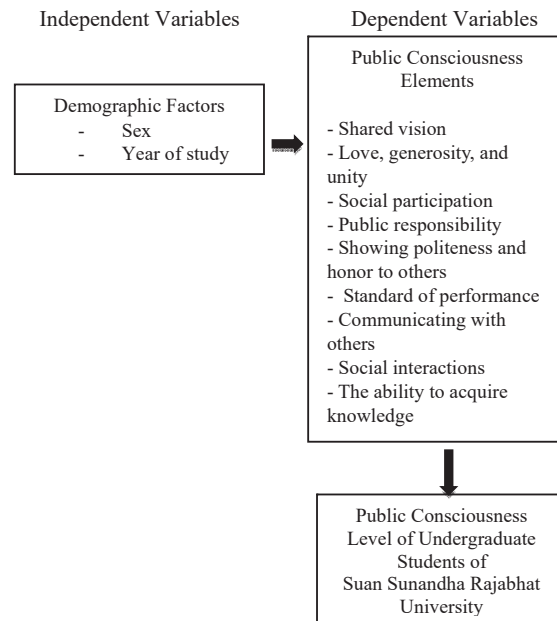 Independent Variables
Dependent Variables
Demographic Factors
- Sex
- Year of study
Public Consciousness
Elements
- Shared vision
- Love, generosity, and
unity
- Social participation
- Public responsibility
- Showing politeness and
honor to others
- Standard of performance
- Communicating with
others
- Social interactions
- The ability to acquire
knowledge
Public Consciousness
Level of Undergraduate
Students of
Suan Sunandha Rajabhat
University